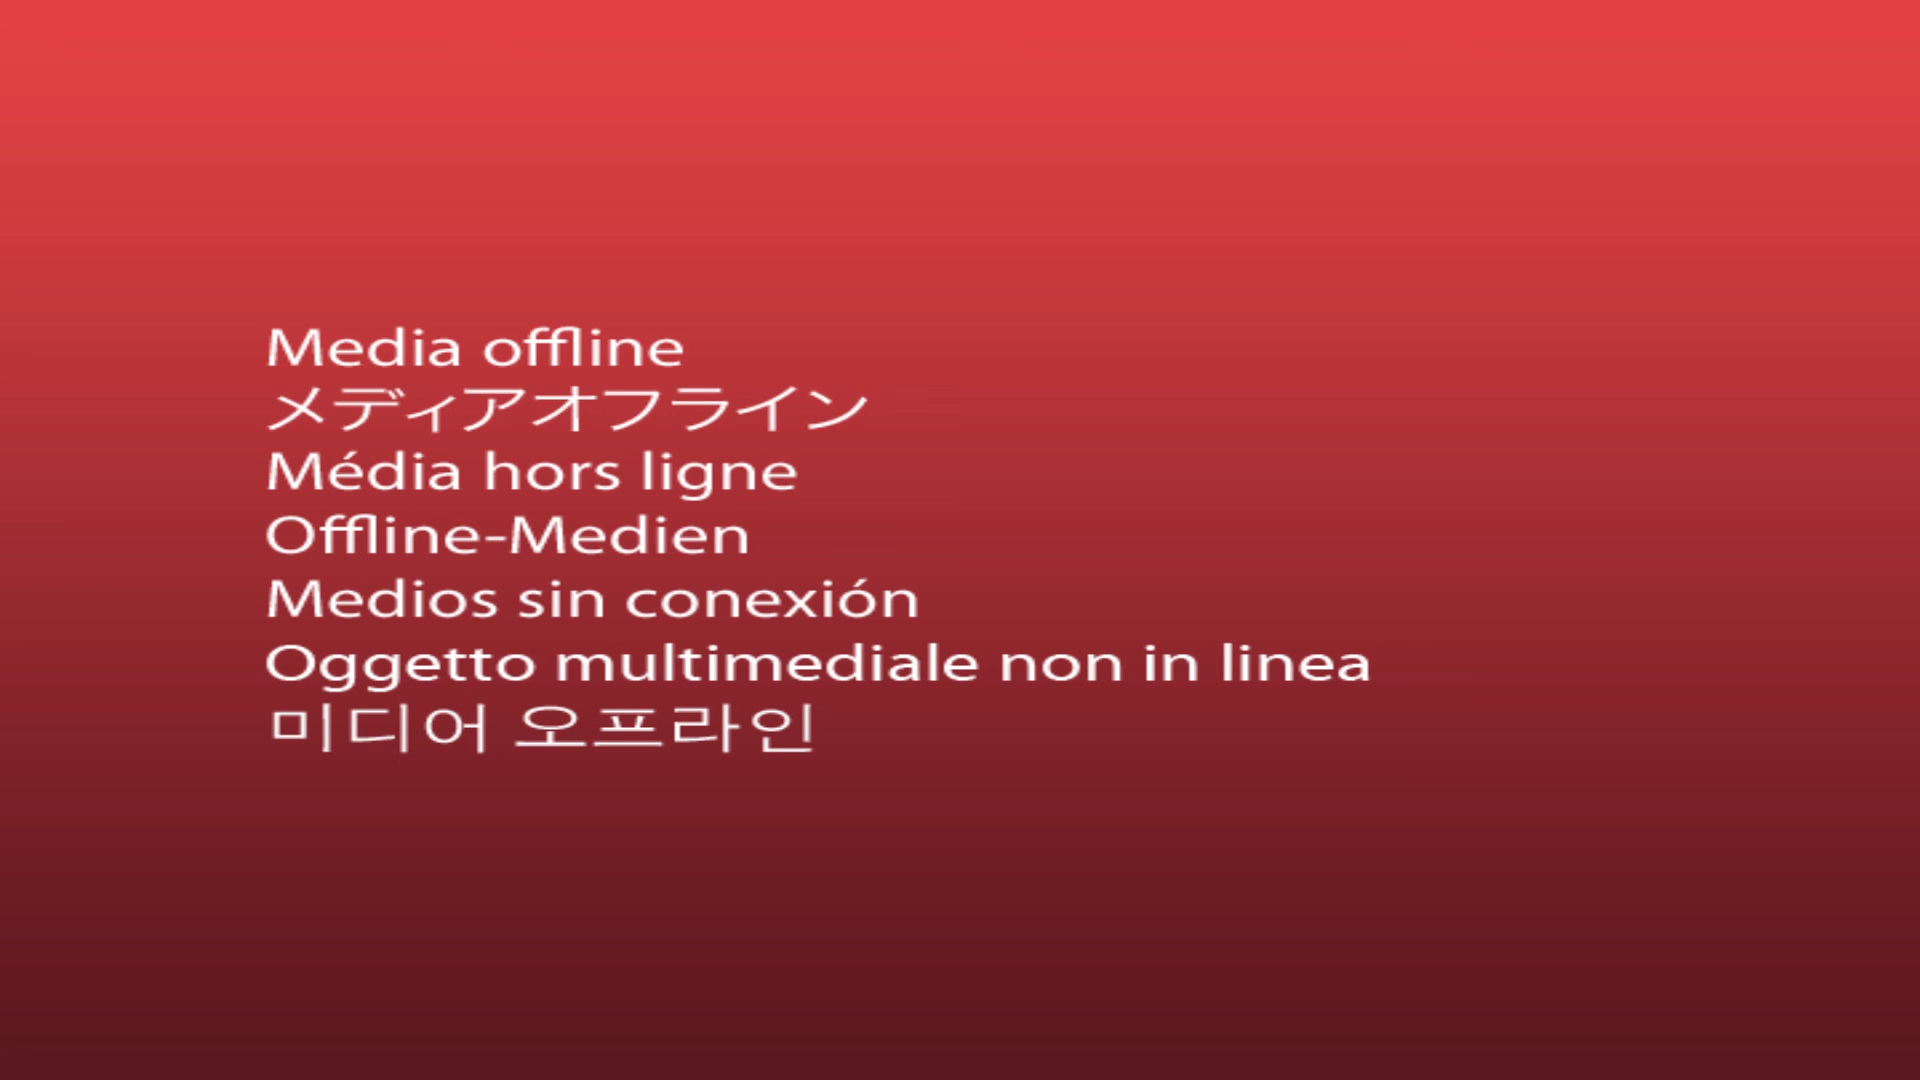 Media offline
メディアオフライン
Média hors ligne
Offline-Medien
Medios sin conexión
Oggetto multimediale non in linea
미디어 오프라인